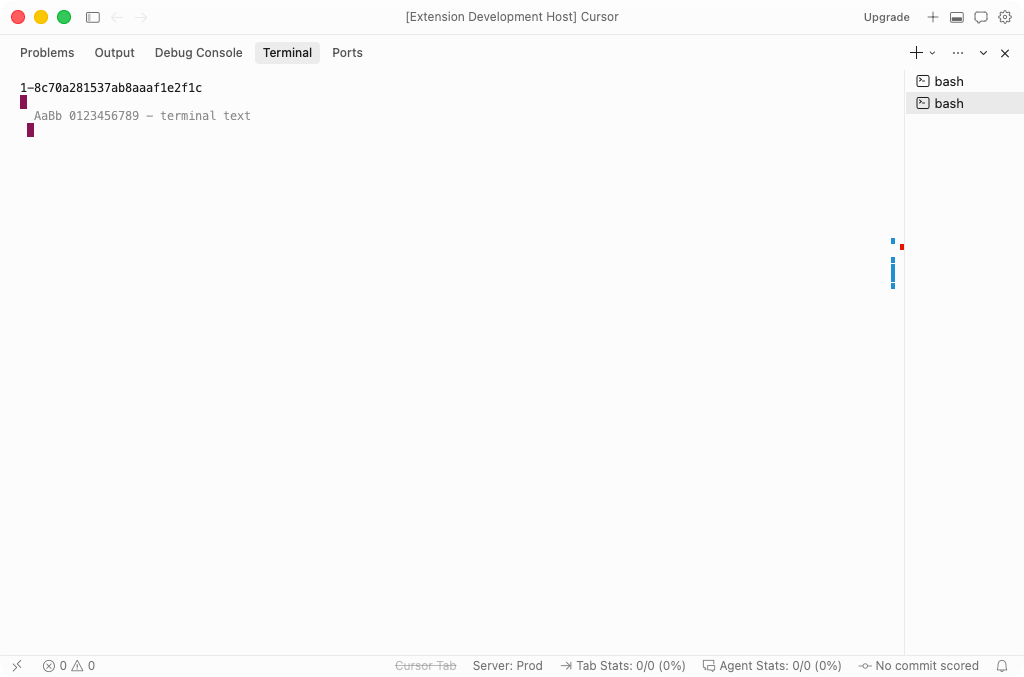 [Extension Development Host] Cursor
Upgrade
Problems Output Debug Console Terminal Ports
1-8c70a281537ab8aaaf1e2f1c
AaBb 0123456789 – terminal text
bash
bash
0 0 Cursor Tab Server: Prod Tab Stats: 0/0 (0%) Agent Stats: 0/0 (0%) No commit scored